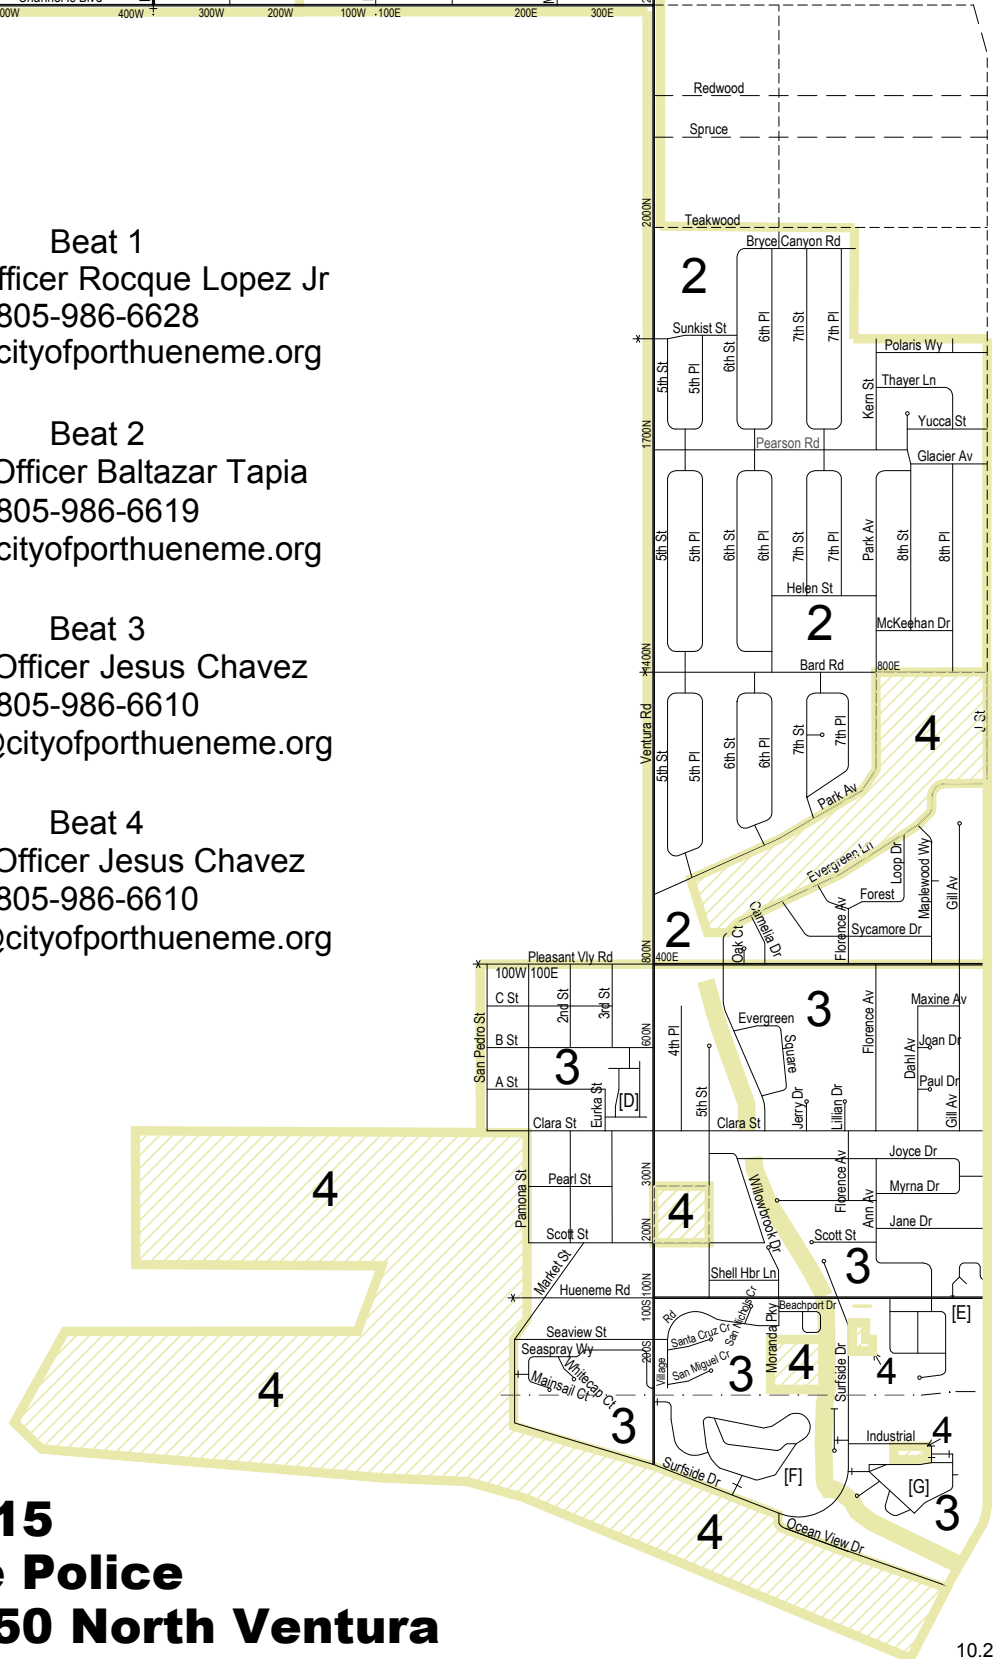 Channel Is Blvd
00W 400W 300W 200W 100W 100E 200E 300E
Redwood
Spruce
2000N
Teakwood
Bryce Canyon Rd
2
Beat 1
fficer Rocque Lopez Jr
805-986-6628
cityofporthueneme.org
Sunkist St
5th St
5th Pl
6th St
6th Pl
7th St
7th Pl
Polaris Wy
Thayer Ln
Kern St
Yucca St
1700N
Pearson Rd
Glacier Av
Beat 2
Officer Baltazar Tapia
805-986-6619
cityofporthueneme.org
5th St
5th Pl
6th St
6th Pl
7th St
7th Pl
Park Av
8th St
8th Pl
Helen St
2
McKeehan Dr
Beat 3
Officer Jesus Chavez
805-986-6610
@cityofporthueneme.org
1400N
Bard Rd
800E
Ventura Rd
5th St
5th Pl
6th St
6th Pl
7th St
7th Pl
4
J St
Park Av
Beat 4
Officer Jesus Chavez
805-986-6610
@cityofporthueneme.org
Evergreen Ln
Loop Dr
Maplewood Wy
Gill Av
Forest
Camelia Dr
Oak Ct
Florence Av
Sycamore Dr
2
800N
400E
Pleasant Vly Rd
100W 100E
C St
2nd St
3rd St
San Pedro St
B St
600N
3
A St
Eurka St
[D]
Clara St
4th Pl
5th St
Evergreen
Square
3
Florence Av
Maxine Av
Dahl Av
Joan Dr
Paul Dr
Gill Av
Jerry Dr
Lillian Dr
Clara St
Joyce Dr
4
Pamona St
Pearl St
300N
4
200N
Scott St
Willowbrook Dr
Florence Av
Ann Av
Myrna Dr
Jane Dr
Scott St
3
Market St
Shell Hbr Ln
Hueneme Rd
100N
100S
Seaview St
Seaspray Wy
200S
Whitecap Ct
Mainsail Ct
Rd
Village
Santa Cruz Cr
San Nichols Cr
San Miguel Cr
3
Moranda Pky
Beachport Dr
4
Surfside Dr
4
[E]
4
3
Industrial
4
[F]
[G]
3
Surfside Dr
4
Ocean View Dr
15
e Police
50 North Ventura
10.2